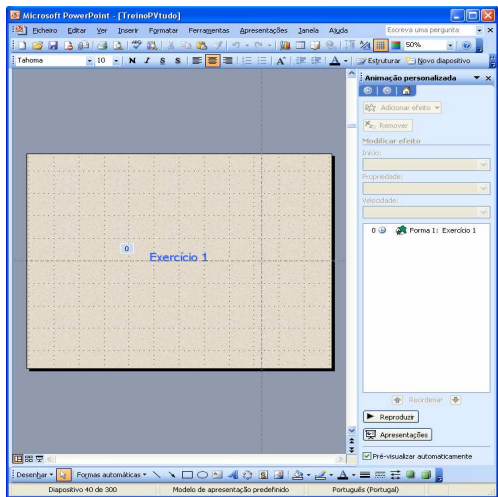 Microsoft PowerPoint - [TreinoPVtudo]
Ficheiro Editar Ver Inserir Formatar Ferramentas Apresentações Janela Ajuda Escreva uma pergunta
50%
Tahoma 10 N I S S A A Estruturar Novo diapositivo
Animação personalizada
Adicionar efeito
Remover
Modificar efeito
Início:
Propriedade:
Velocidade:
0 Forma 1: Exercício 1
0
Exercício 1
Reordenar
Reproduzir
Apresentações
Pré-visualizar automaticamente
Desenhar Formas automáticas A
Diapositivo 40 de 300 Modelo de apresentação predefinido Português (Portugal)